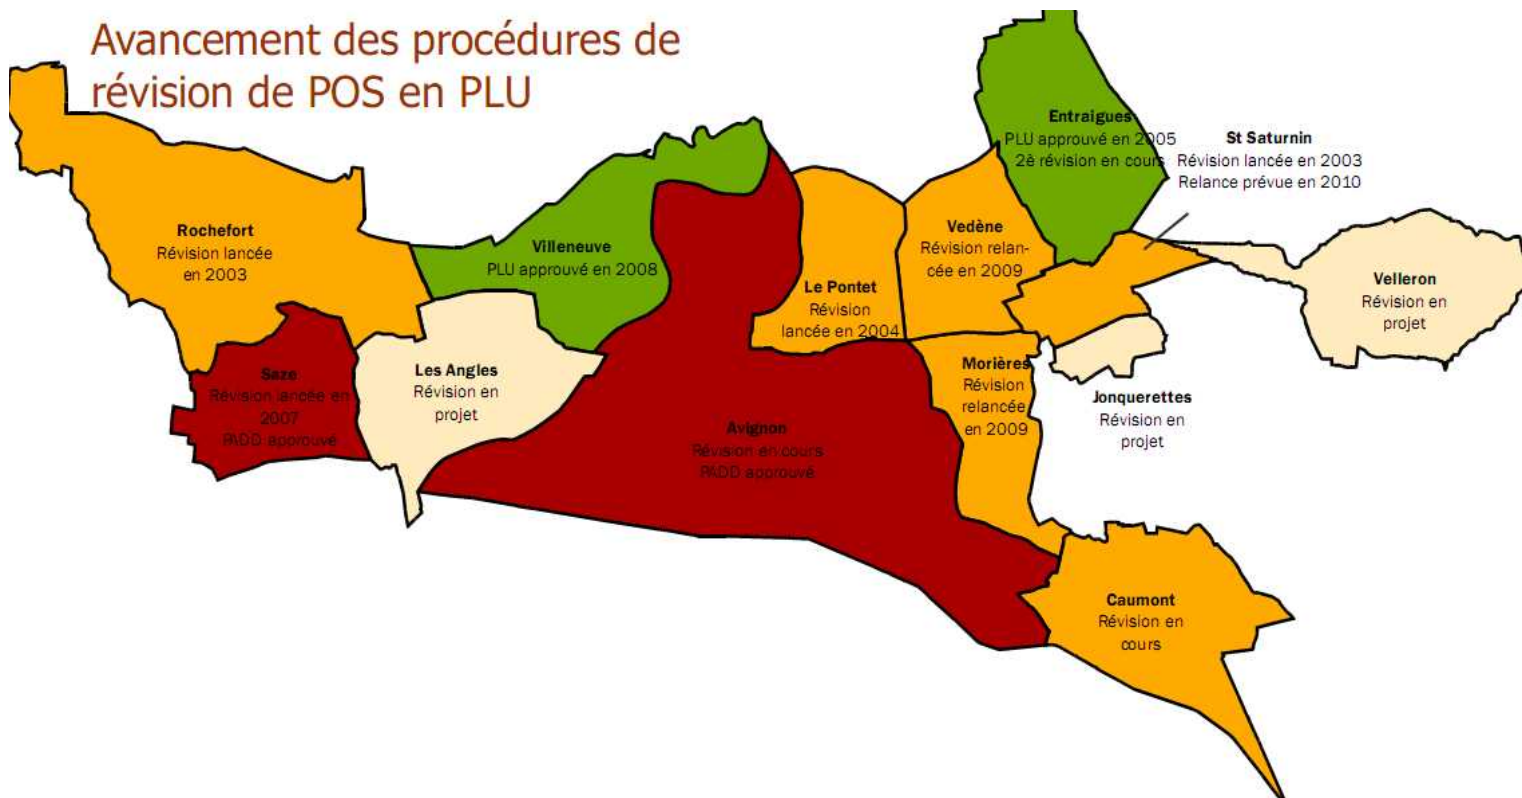 Avancement des procédures de
révision de POS en PLU
Entraigues
PLU approuvé en 2005
2è révision en cours
St Saturnin
Révision lancée en 2003
Relance prévue en 2010
Rochefort
Révision lancée
en 2003
Villeneuve
PLU approuvé en 2008
Vedène
Révision relan-
cée en 2009
Le Pontet
Révision
lancée en 2004
Velleron
Révision en
projet
Saze
Révision lancée en
2007
PADD approuvé
Les Angles
Révision en
projet
Morières
Révision
relancée
en 2009
Jonquerettes
Révision en
projet
Avignon
Révision en cours
PADD approuvé
Caumont
Révision en
cours